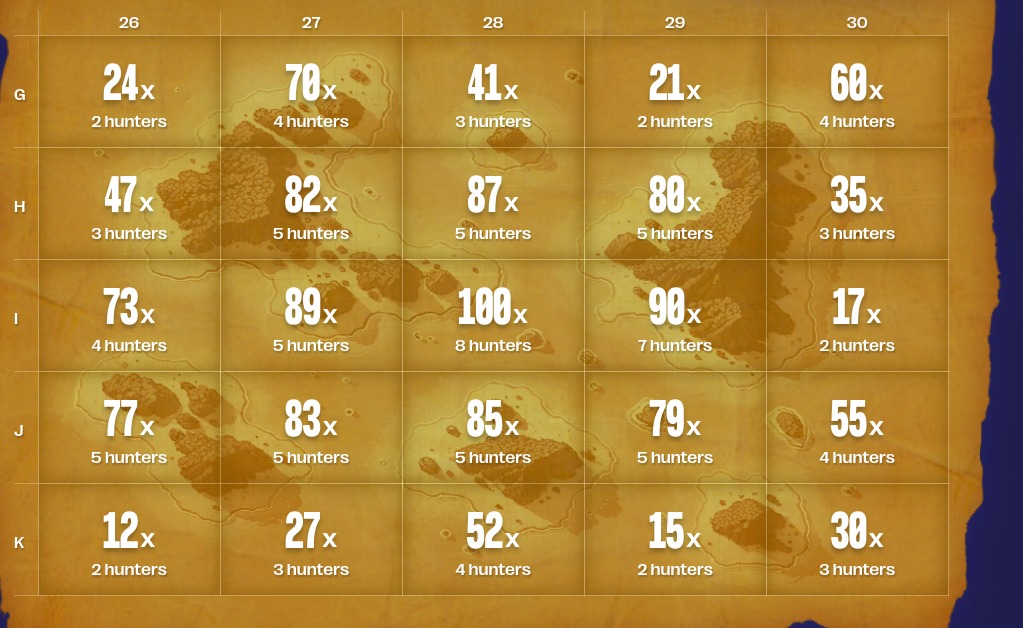 26 27 28 29 30
G
24x 70x 41x 21x 60x
2 hunters 4 hunters 3 hunters 2 hunters 4 hunters
H
47x 82x 87x 80x 35x
3 hunters 5 hunters 5 hunters 5 hunters 3 hunters
I
73x 89x 100x 90x 17x
4 hunters 5 hunters 8 hunters 7 hunters 2 hunters
J
77x 83x 85x 79x 55x
5 hunters 5 hunters 5 hunters 5 hunters 4 hunters
K
12x 27x 52x 15x 30x
2 hunters 3 hunters 4 hunters 2 hunters 3 hunters